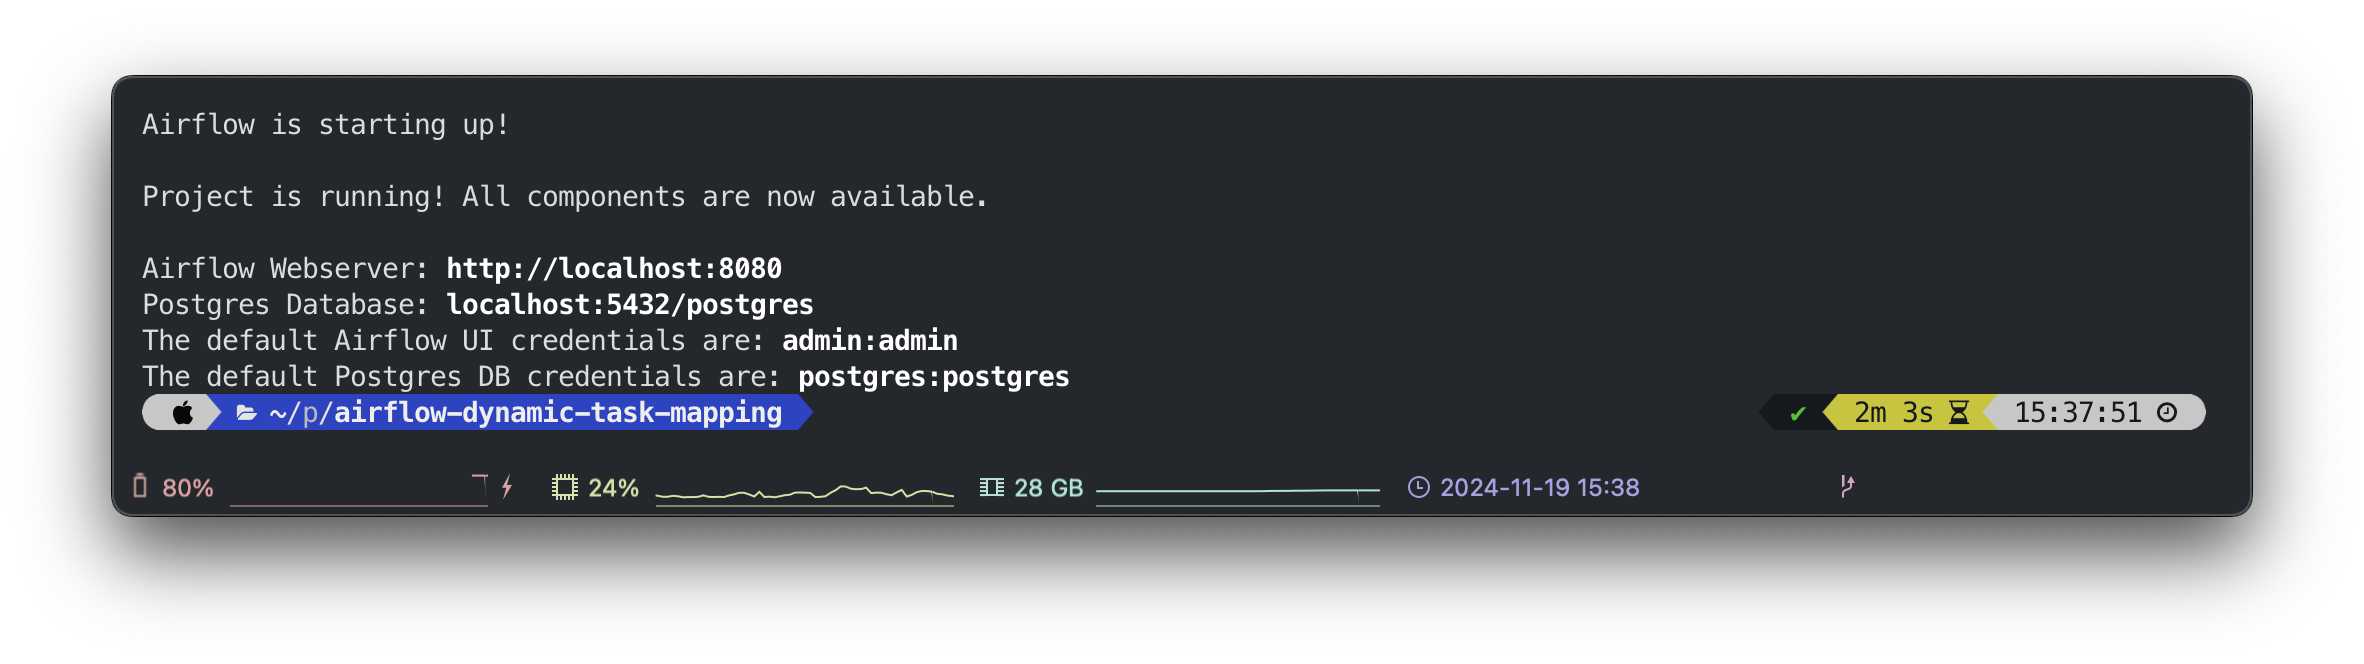 Airflow is starting up!
Project is running! All components are now available.
Airflow Webserver: http://localhost:8080
Postgres Database: localhost:5432/postgres
The default Airflow UI credentials are: admin:admin
The default Postgres DB credentials are: postgres:postgres
~/p/airflow-dynamic-task-mapping ✔ 2m 3s 15:37:51
80% 24% 28 GB 2024-11-19 15:38